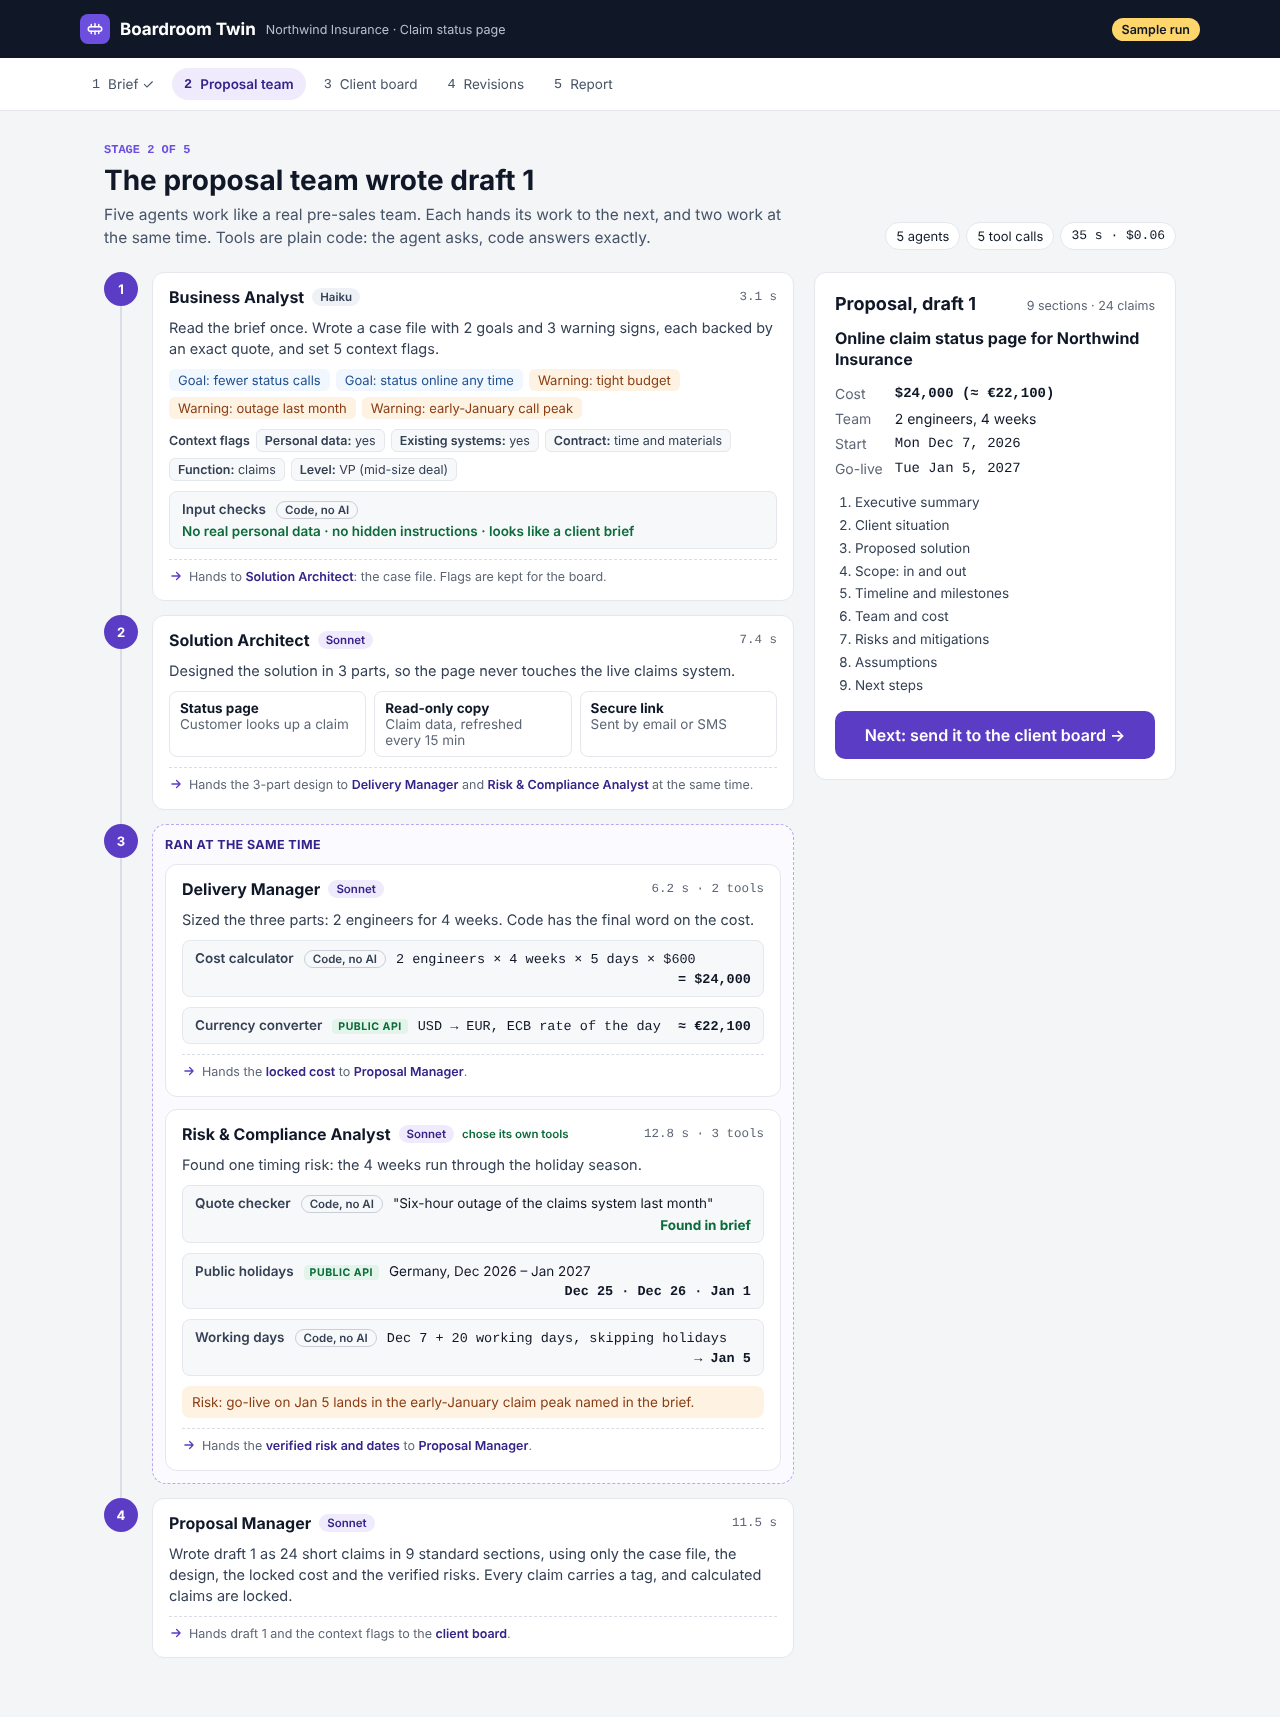 Boardroom Twin Northwind Insurance · Claim status page Sample run
1 Brief ✓ 2 Proposal team 3 Client board 4 Revisions 5 Report
STAGE 2 OF 5
The proposal team wrote draft 1
Five agents work like a real pre-sales team. Each hands its work to the next, and two work at
the same time. Tools are plain code: the agent asks, code answers exactly.
5 agents 5 tool calls 35 s · $0.06
1
Business Analyst Haiku 3.1 s
Read the brief once. Wrote a case file with 2 goals and 3 warning signs, each backed by
an exact quote, and set 5 context flags.
Goal: fewer status calls Goal: status online any time Warning: tight budget
Warning: outage last month Warning: early-January call peak
Context flags Personal data: yes Existing systems: yes Contract: time and materials
Function: claims Level: VP (mid-size deal)
Input checks Code, no AI
No real personal data · no hidden instructions · looks like a client brief
→ Hands to Solution Architect: the case file. Flags are kept for the board.
2
Solution Architect Sonnet 7.4 s
Designed the solution in 3 parts, so the page never touches the live claims system.
Status page
Customer looks up a claim
Read-only copy
Claim data, refreshed
every 15 min
Secure link
Sent by email or SMS
→ Hands the 3-part design to Delivery Manager and Risk & Compliance Analyst at the same time.
3
RAN AT THE SAME TIME
Delivery Manager Sonnet 6.2 s · 2 tools
Sized the three parts: 2 engineers for 4 weeks. Code has the final word on the cost.
Cost calculator Code, no AI 2 engineers × 4 weeks × 5 days × $600
= $24,000
Currency converter PUBLIC API USD → EUR, ECB rate of the day ≈ €22,100
→ Hands the locked cost to Proposal Manager.
Risk & Compliance Analyst Sonnet chose its own tools 12.8 s · 3 tools
Found one timing risk: the 4 weeks run through the holiday season.
Quote checker Code, no AI "Six-hour outage of the claims system last month"
Found in brief
Public holidays PUBLIC API Germany, Dec 2026 – Jan 2027
Dec 25 · Dec 26 · Jan 1
Working days Code, no AI Dec 7 + 20 working days, skipping holidays
→ Jan 5
Risk: go-live on Jan 5 lands in the early-January claim peak named in the brief.
→ Hands the verified risk and dates to Proposal Manager.
4
Proposal Manager Sonnet 11.5 s
Wrote draft 1 as 24 short claims in 9 standard sections, using only the case file, the
design, the locked cost and the verified risks. Every claim carries a tag, and calculated
claims are locked.
→ Hands draft 1 and the context flags to the client board.
Proposal, draft 1 9 sections · 24 claims
Online claim status page for Northwind
Insurance
Cost $24,000 (≈ €22,100)
Team 2 engineers, 4 weeks
Start Mon Dec 7, 2026
Go-live Tue Jan 5, 2027
1. Executive summary
2. Client situation
3. Proposed solution
4. Scope: in and out
5. Timeline and milestones
6. Team and cost
7. Risks and mitigations
8. Assumptions
9. Next steps
Next: send it to the client board →